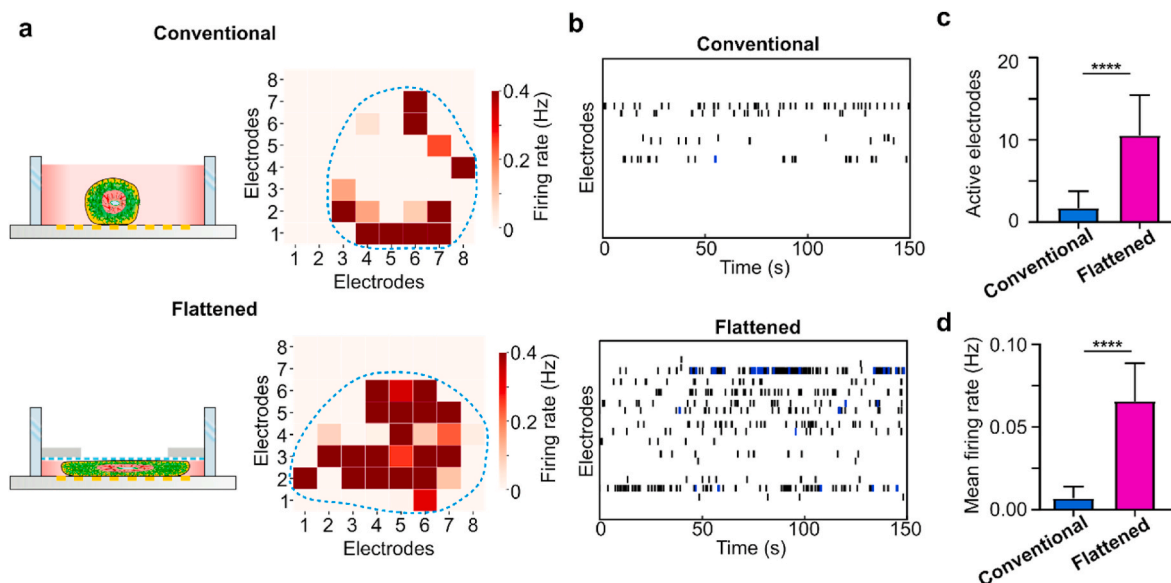 a
Conventional
8
7
6
5
4
3
2
1
Electrodes
1 2 3 4 5 6 7 8
Electrodes
0.4
0.2
0
Firing rate (Hz)
Flattened
8
7
6
5
4
3
2
1
Electrodes
1 2 3 4 5 6 7 8
Electrodes
0.4
0.2
0
Firing rate (Hz)
b
Conventional
Electrodes
0 50 100 150
Time (s)
Flattened
Electrodes
0 50 100 150
Time (s)
c
Active electrodes
20
10
0
****
Conventional
Flattened
d
Mean firing rate (Hz)
0.10
0.05
0.00
****
Conventional
Flattened